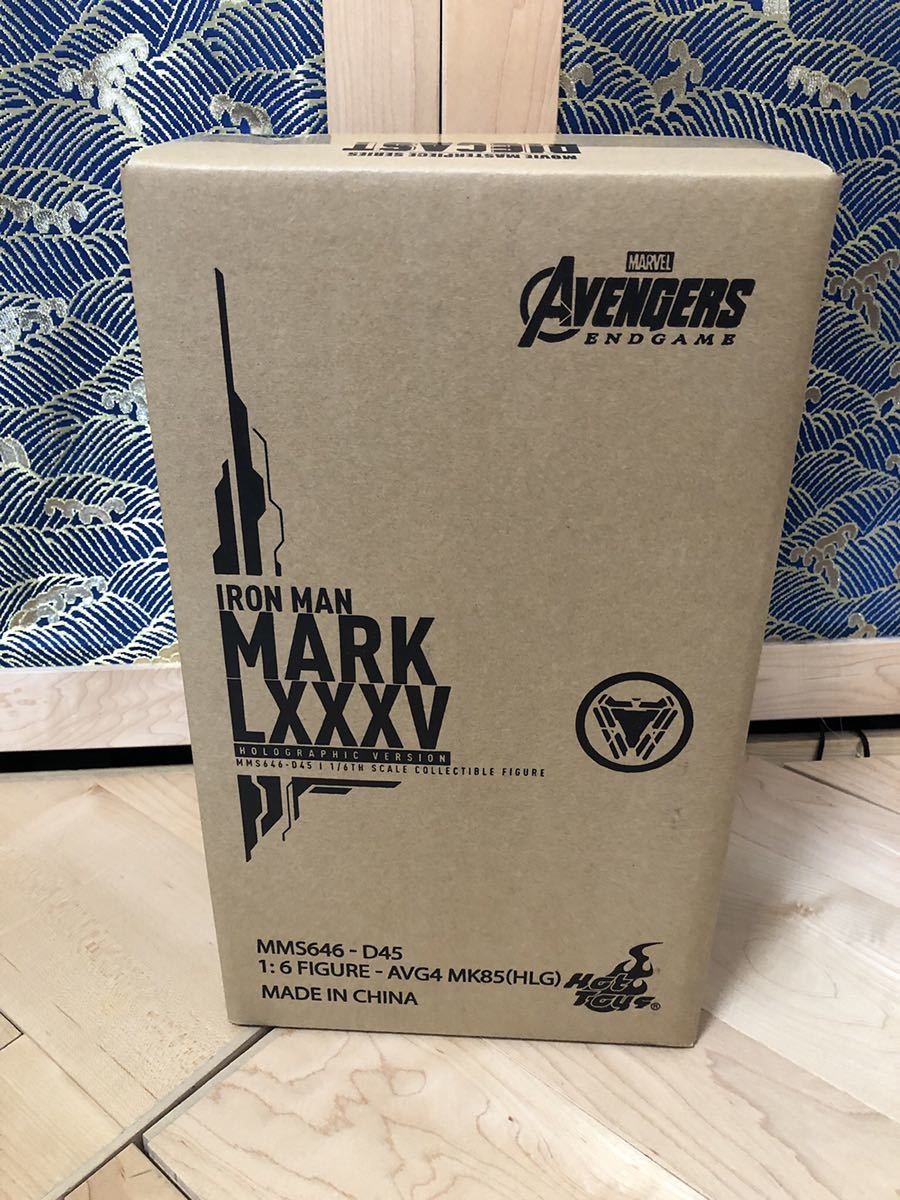 MOVIE MASTERPIECE SERIES
DIECAST
MARVEL
AVENGERS
ENDGAME
IRON MAN
MARK
LXXXV
HOLOGRAPHIC VERSION
MMS646-D45 | 1/6TH SCALE COLLECTIBLE FIGURE
MMS646 - D45
1: 6 FIGURE - AVG4 MK85(HLG)
MADE IN CHINA
Hot
Toys®